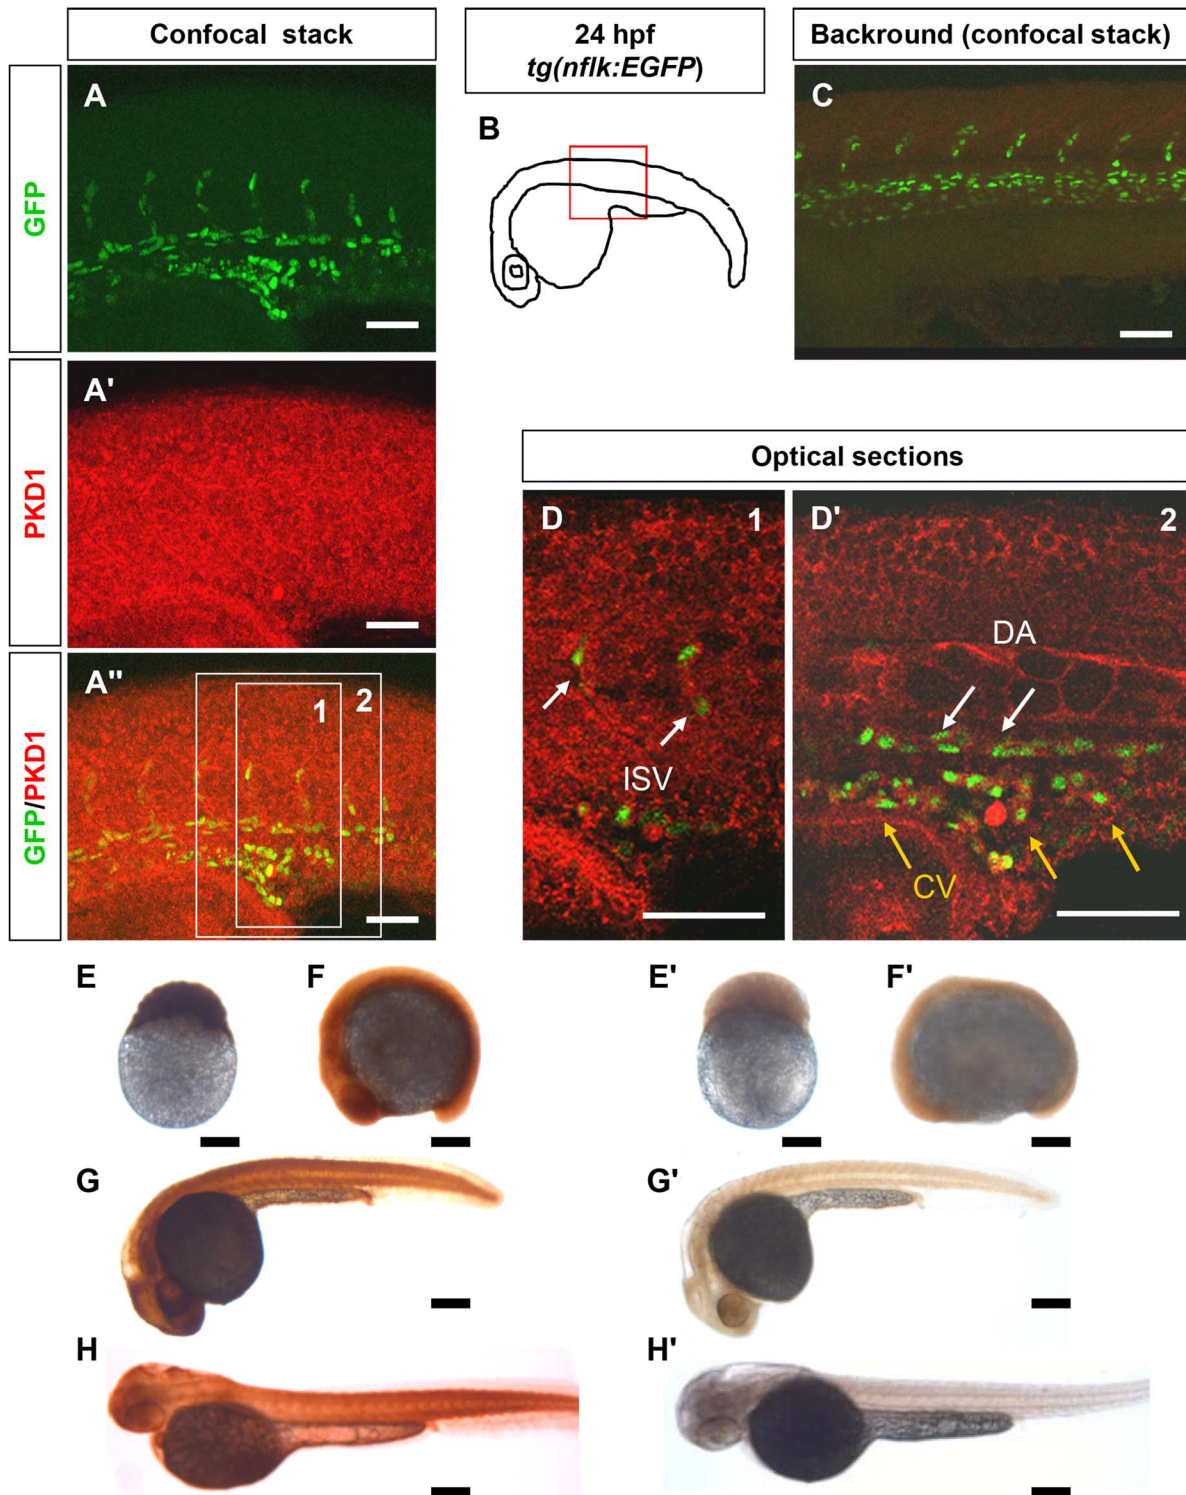 Confocal stack
24 hpf
tg(nflk:EGFP)
Backround (confocal stack)
GFP
A
B
C
PKD1
A'
Optical sections
GFP/PKD1
A"
1
2
D
1
ISV
D'
2
DA
CV
E
F
E'
F'
G
G'
H
H'